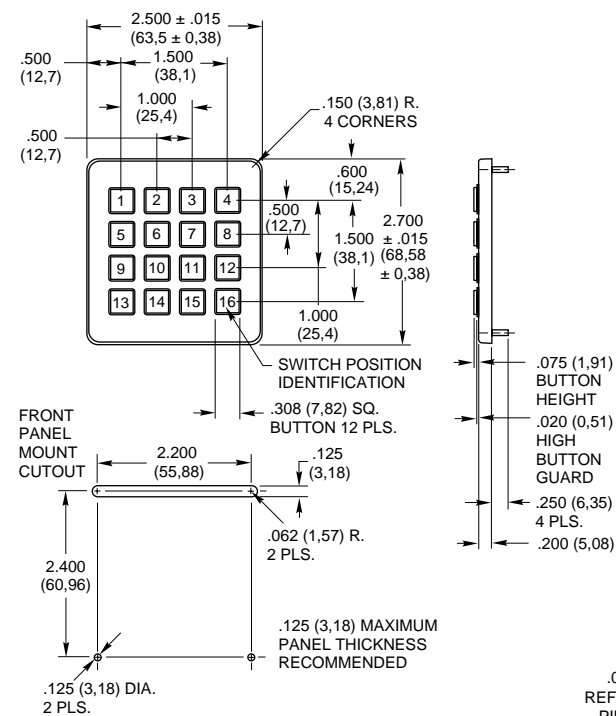 2.500 ± .015
(63,5 ± 0,38)
.500
(12,7)
1.500
(38,1)
1.000
(25,4)
.500
(12,7)
.150 (3,81) R.
4 CORNERS
.600
(15,24)
.500
(12,7)
1.500
(38,1)
2.700
± .015
(68,58
± 0,38)
1.000
(25,4)
1 2 3 4
5 6 7 8
9 10 11 12
13 14 15 16
SWITCH POSITION
IDENTIFICATION
.308 (7,82) SQ.
BUTTON 12 PLS.
.075 (1,91)
BUTTON
HEIGHT
.020 (0,51)
HIGH
BUTTON
GUARD
.250 (6,35)
4 PLS.
.200 (5,08)
FRONT
PANEL
MOUNT
CUTOUT
2.200
(55,88)
.125
(3,18)
.062 (1,57) R.
2 PLS.
2.400
(60,96)
.125 (3,18) MAXIMUM
PANEL THICKNESS
RECOMMENDED
.125 (3,18) DIA.
2 PLS.